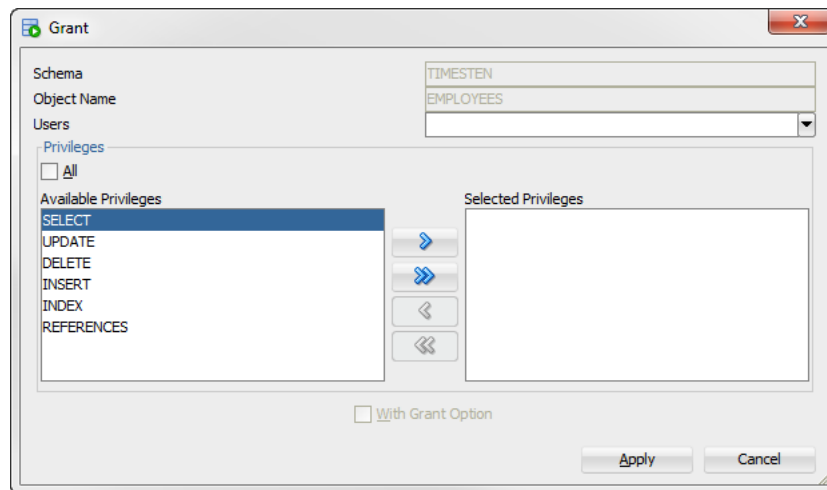 Grant
Schema
TIMESTEN
Object Name
EMPLOYEES
Users
Privileges
All
Available Privileges
Selected Privileges
SELECT
UPDATE
DELETE
INSERT
INDEX
REFERENCES
With Grant Option
Apply
Cancel